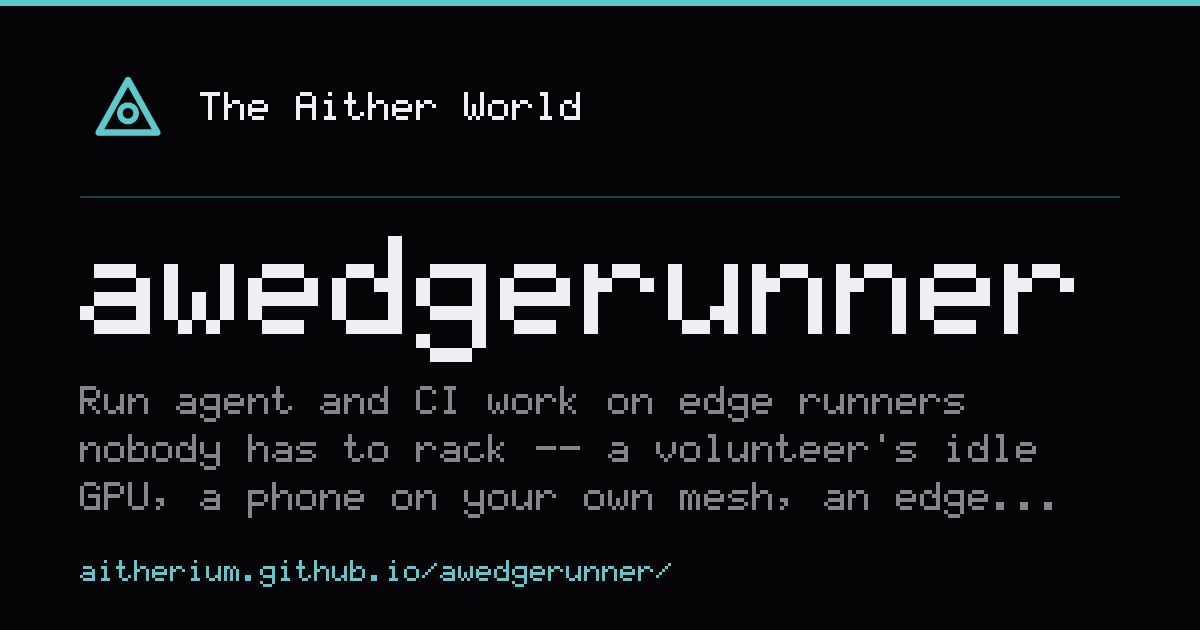 The Aither World
awedgerunner
Run agent and CI work on edge runners
nobody has to rack -- a volunteer's idle
GPU, a phone on your own mesh, an edge...
aitherium.github.io/awedgerunner/